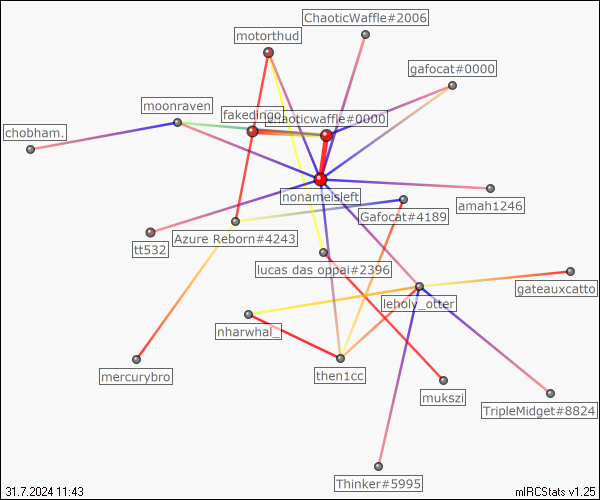 ChaoticWaffle#2006
motorthud
gafocat#0000
moonraven
fakedingo
chaoticwaffle#0000
chobham.
nonameisleft
amah1246
Gafocat#4189
Azure Reborn#4243
tt532
lucas das oppai#2396
gateauxcatto
leholy_otter
nharwhal_
then1cc
mercurybro
mukszi
TripleMidget#8824
Thinker#5995
31.7.2024 11:43
mIRCStats v1.25